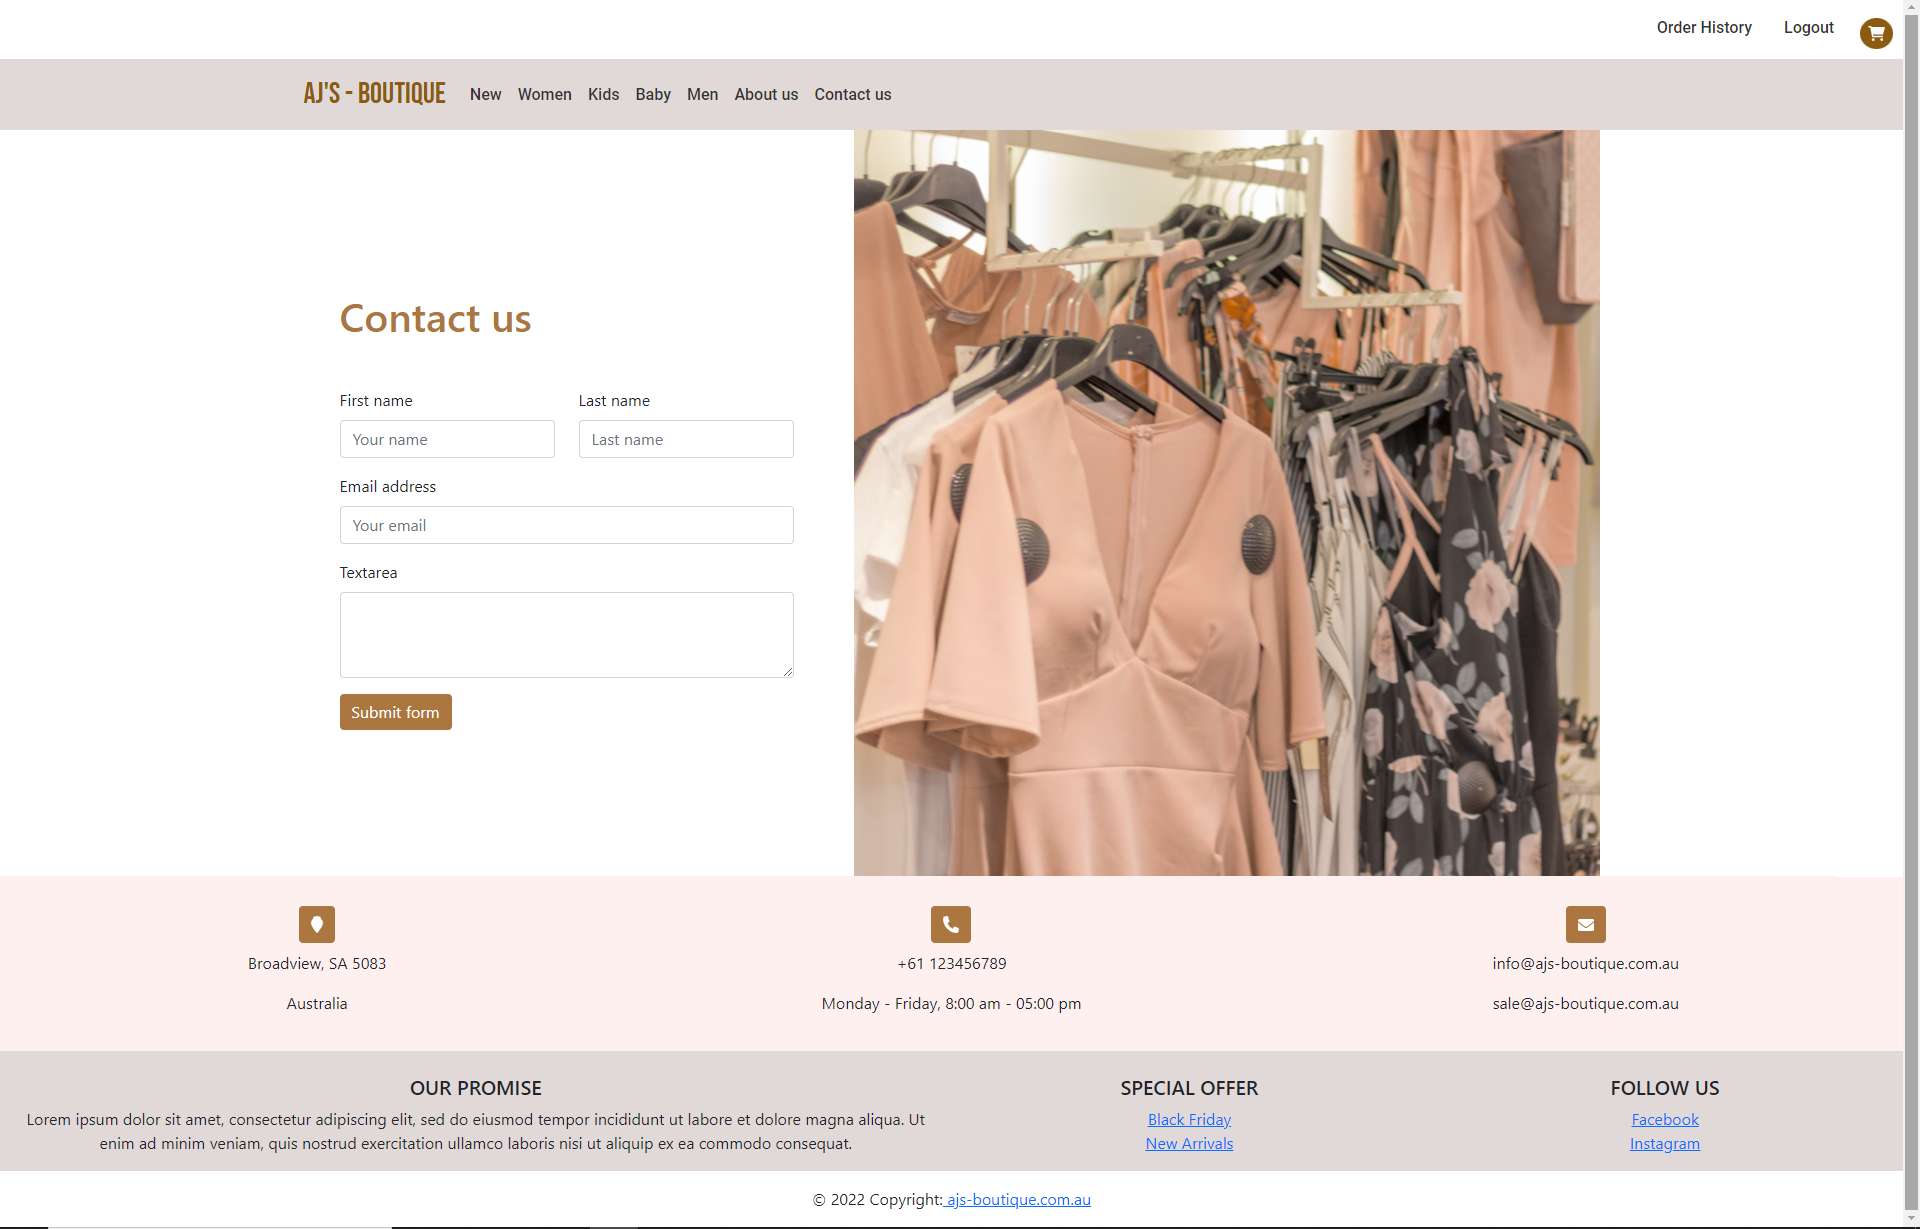 Order History
Logout
AJ'S - BOUTIQUE
New
Women
Kids
Baby
Men
About us
Contact us
Contact us
First name
Last name
Your name
Last name
Email address
Your email
Textarea
Submit form
Broadview, SA 5083
Australia
+61 123456789
Monday - Friday, 8:00 am - 05:00 pm
info@ajs-boutique.com.au
sale@ajs-boutique.com.au
OUR PROMISE
Lorem ipsum dolor sit amet, consectetur adipiscing elit, sed do eiusmod tempor incididunt ut labore et dolore magna aliqua. Ut
enim ad minim veniam, quis nostrud exercitation ullamco laboris nisi ut aliquip ex ea commodo consequat.
SPECIAL OFFER
Black Friday
New Arrivals
FOLLOW US
Facebook
Instagram
© 2022 Copyright: ajs-boutique.com.au